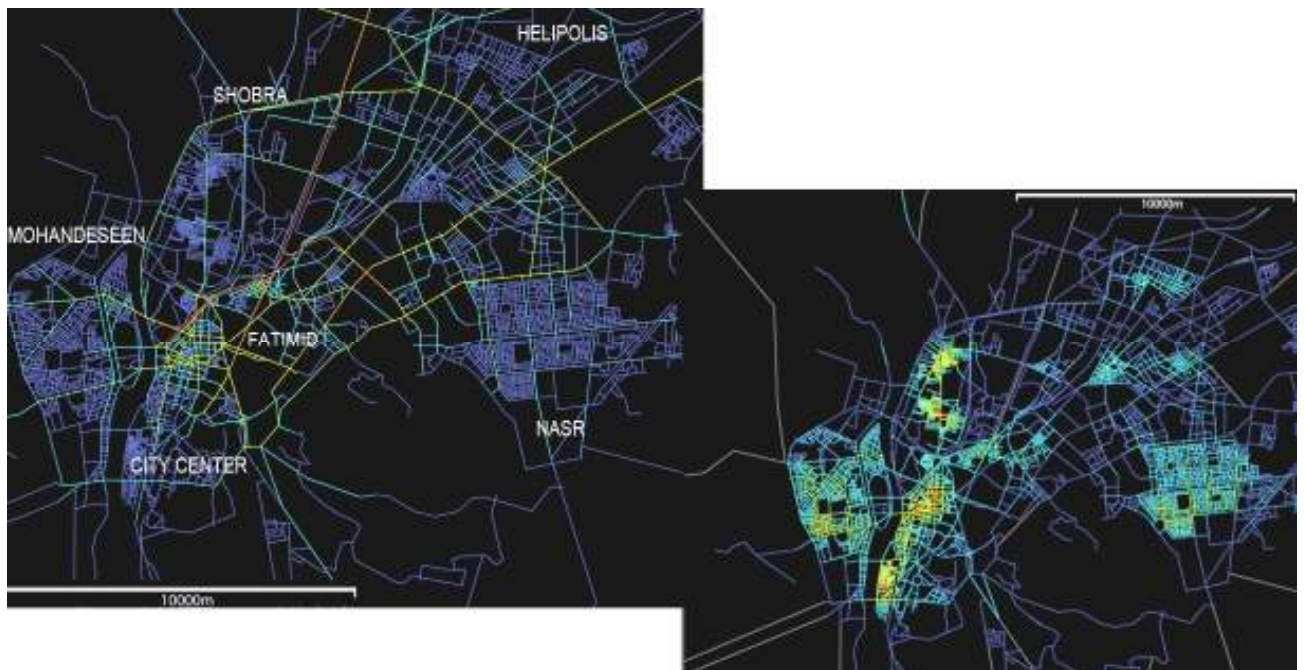 HELIPOLIS
SHOBRA
10000m
MOHANDESEEN
FATIMID
NASR
CITY CENTER
10000m